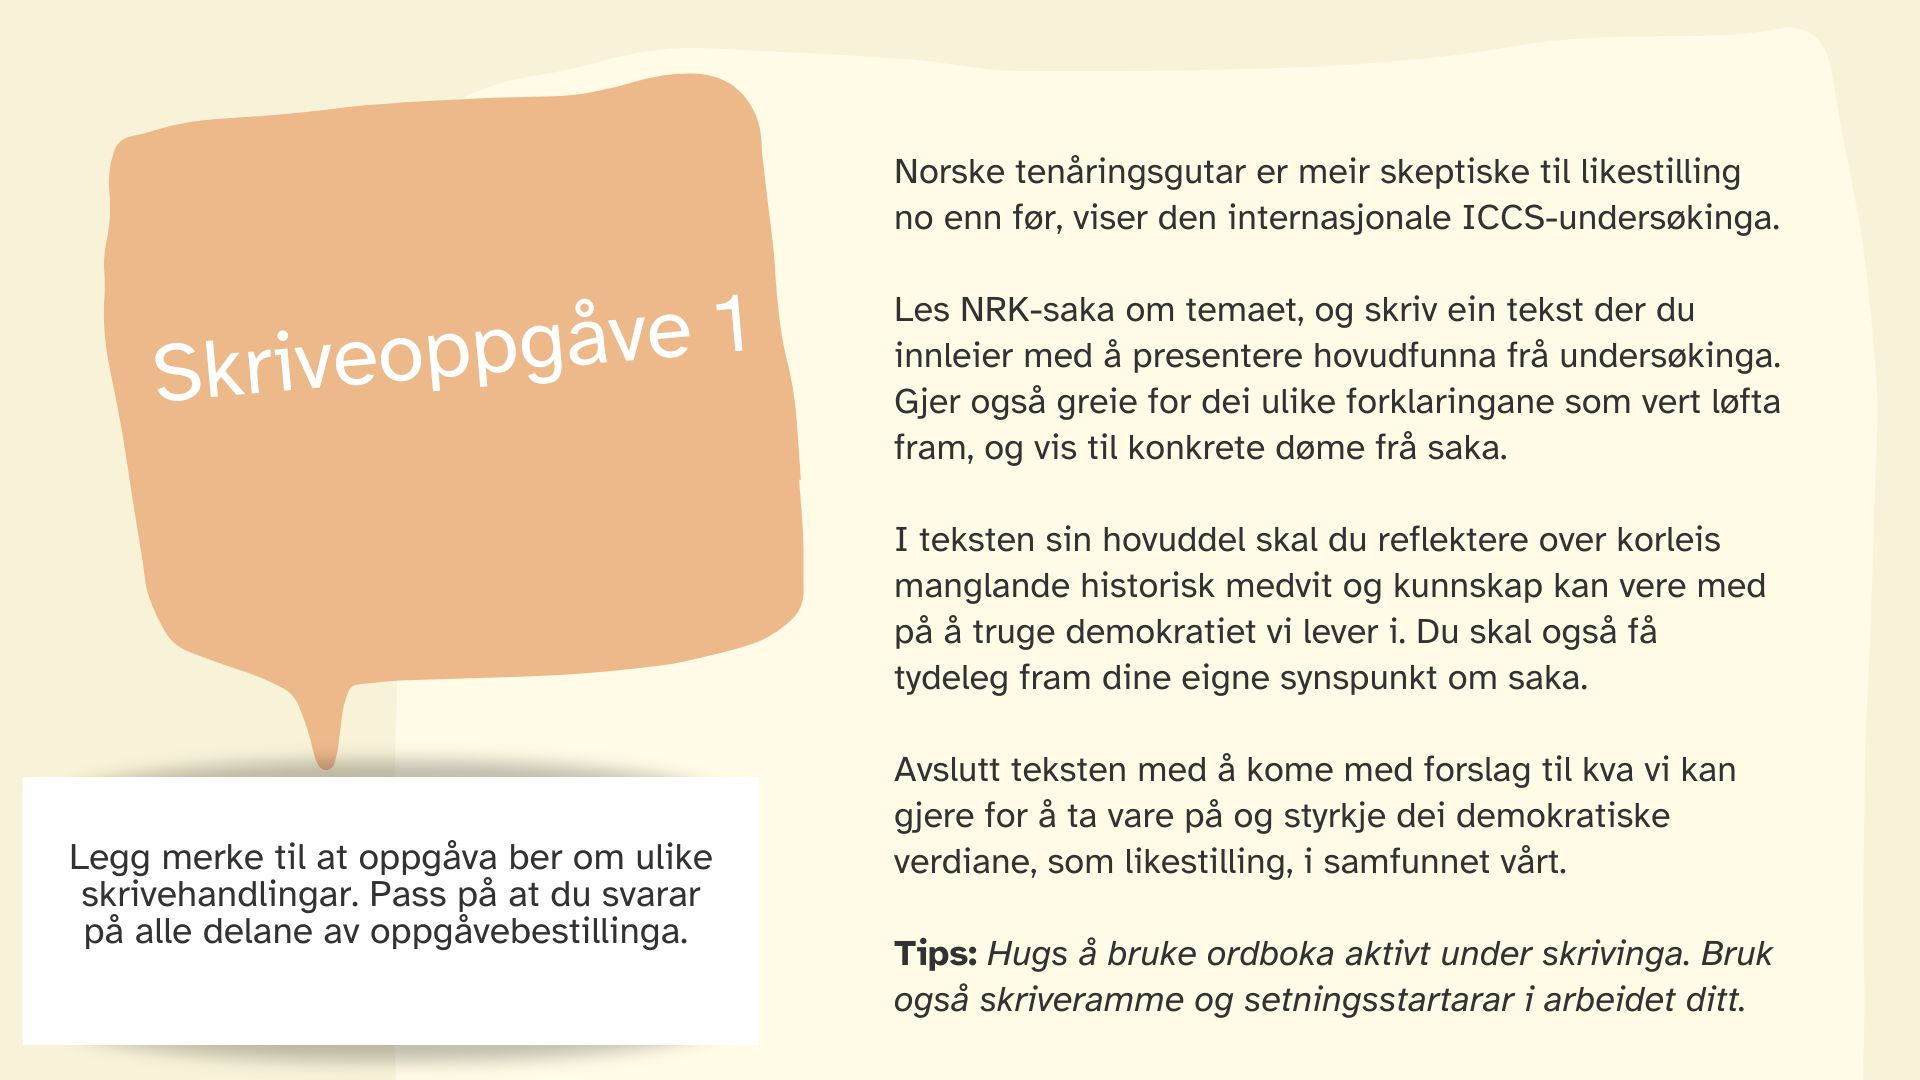 Skriveoppgåve 1
Legg merke til at oppgåva ber om ulike
skrivehandlingar. Pass på at du svarar
på alle delane av oppgåvebestillinga.
Norske tenåringsgutar er meir skeptiske til likestilling
no enn før, viser den internasjonale ICCS-undersøkinga.
Les NRK-saka om temaet, og skriv ein tekst der du
innleier med å presentere hovudfunna frå undersøkinga.
Gjer også greie for dei ulike forklaringane som vert løfta
fram, og vis til konkrete døme frå saka.
I teksten sin hovuddel skal du reflektere over korleis
manglande historisk medvit og kunnskap kan vere med
på å truge demokratiet vi lever i. Du skal også få
tydeleg fram dine eigne synspunkt om saka.
Avslutt teksten med å kome med forslag til kva vi kan
gjere for å ta vare på og styrkje dei demokratiske
verdiane, som likestilling, i samfunnet vårt.
Tips: Hugs å bruke ordboka aktivt under skrivinga. Bruk
også skriveramme og setningsstartarar i arbeidet ditt.